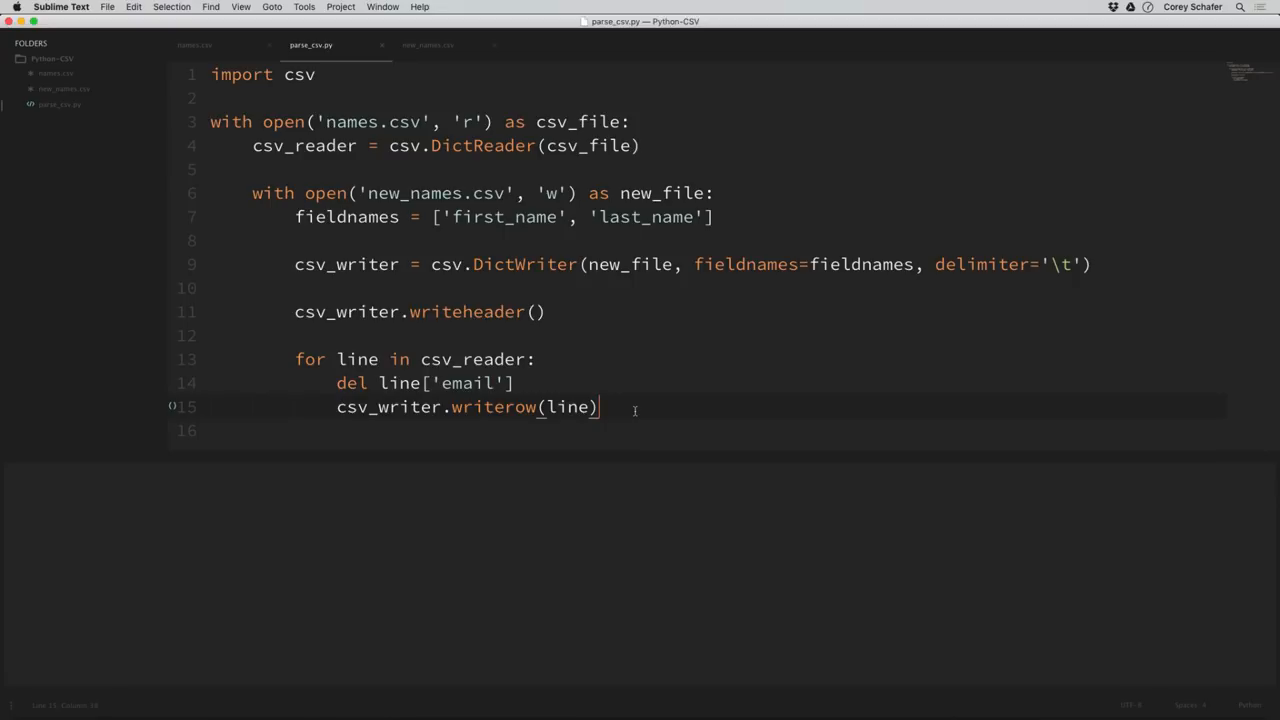 Sublime Text File Edit Selection Find View Goto Tools Project Window Help Corey Schafer
parse_csv.py — Python-CSV
FOLDERS
Python-CSV
names.csv
new_names.csv
parse_csv.py
names.csv parse_csv.py new_names.csv
1 import csv
2
3 with open('names.csv', 'r') as csv_file:
4 csv_reader = csv.DictReader(csv_file)
5
6 with open('new_names.csv', 'w') as new_file:
7 fieldnames = ['first_name', 'last_name']
8
9 csv_writer = csv.DictWriter(new_file, fieldnames=fieldnames, delimiter='\t')
10
11 csv_writer.writeheader()
12
13 for line in csv_reader:
14 del line['email']
15 csv_writer.writerow(line)
16
UTF-8 Spaces: 4 Python